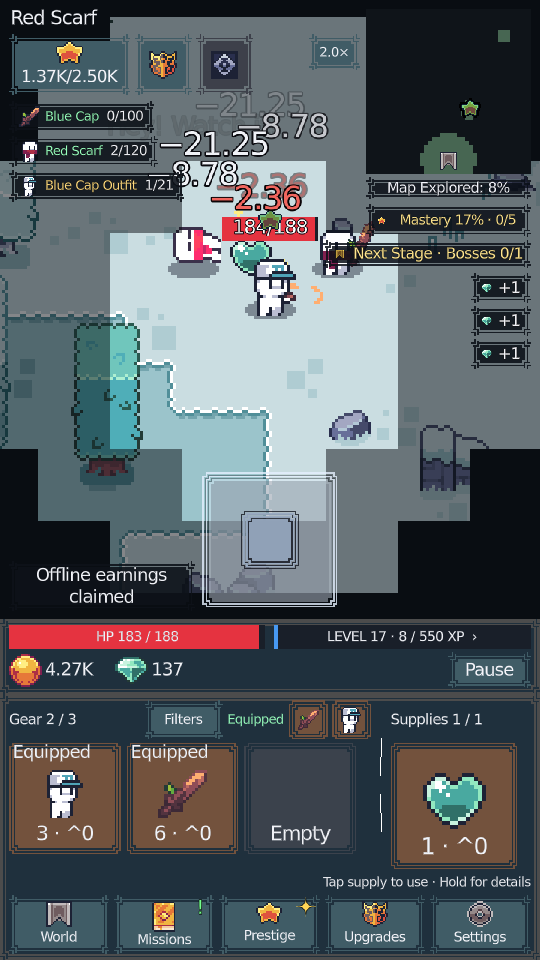 Red Scarf
1.37K/2.50K
2.0×
−21.25
−8.78
−21.25
8.78
−2.36
−2.36
184/188
Blue Cap 0/100
Red Scarf 2/120
Blue Cap Outfit 1/21
Map Explored: 8%
Mastery 17% · 0/5
Next Stage · Bosses 0/1
+1
+1
+1
Offline earnings
claimed
HP 183 / 188
LEVEL 17 · 8 / 550 XP ›
4.27K
137
Pause
Gear 2 / 3
Filters
Equipped
Supplies 1 / 1
Equipped
Equipped
3 · ^0
6 · ^0
Empty
1 · ^0
Tap supply to use · Hold for details
World
Missions
Prestige
Upgrades
Settings